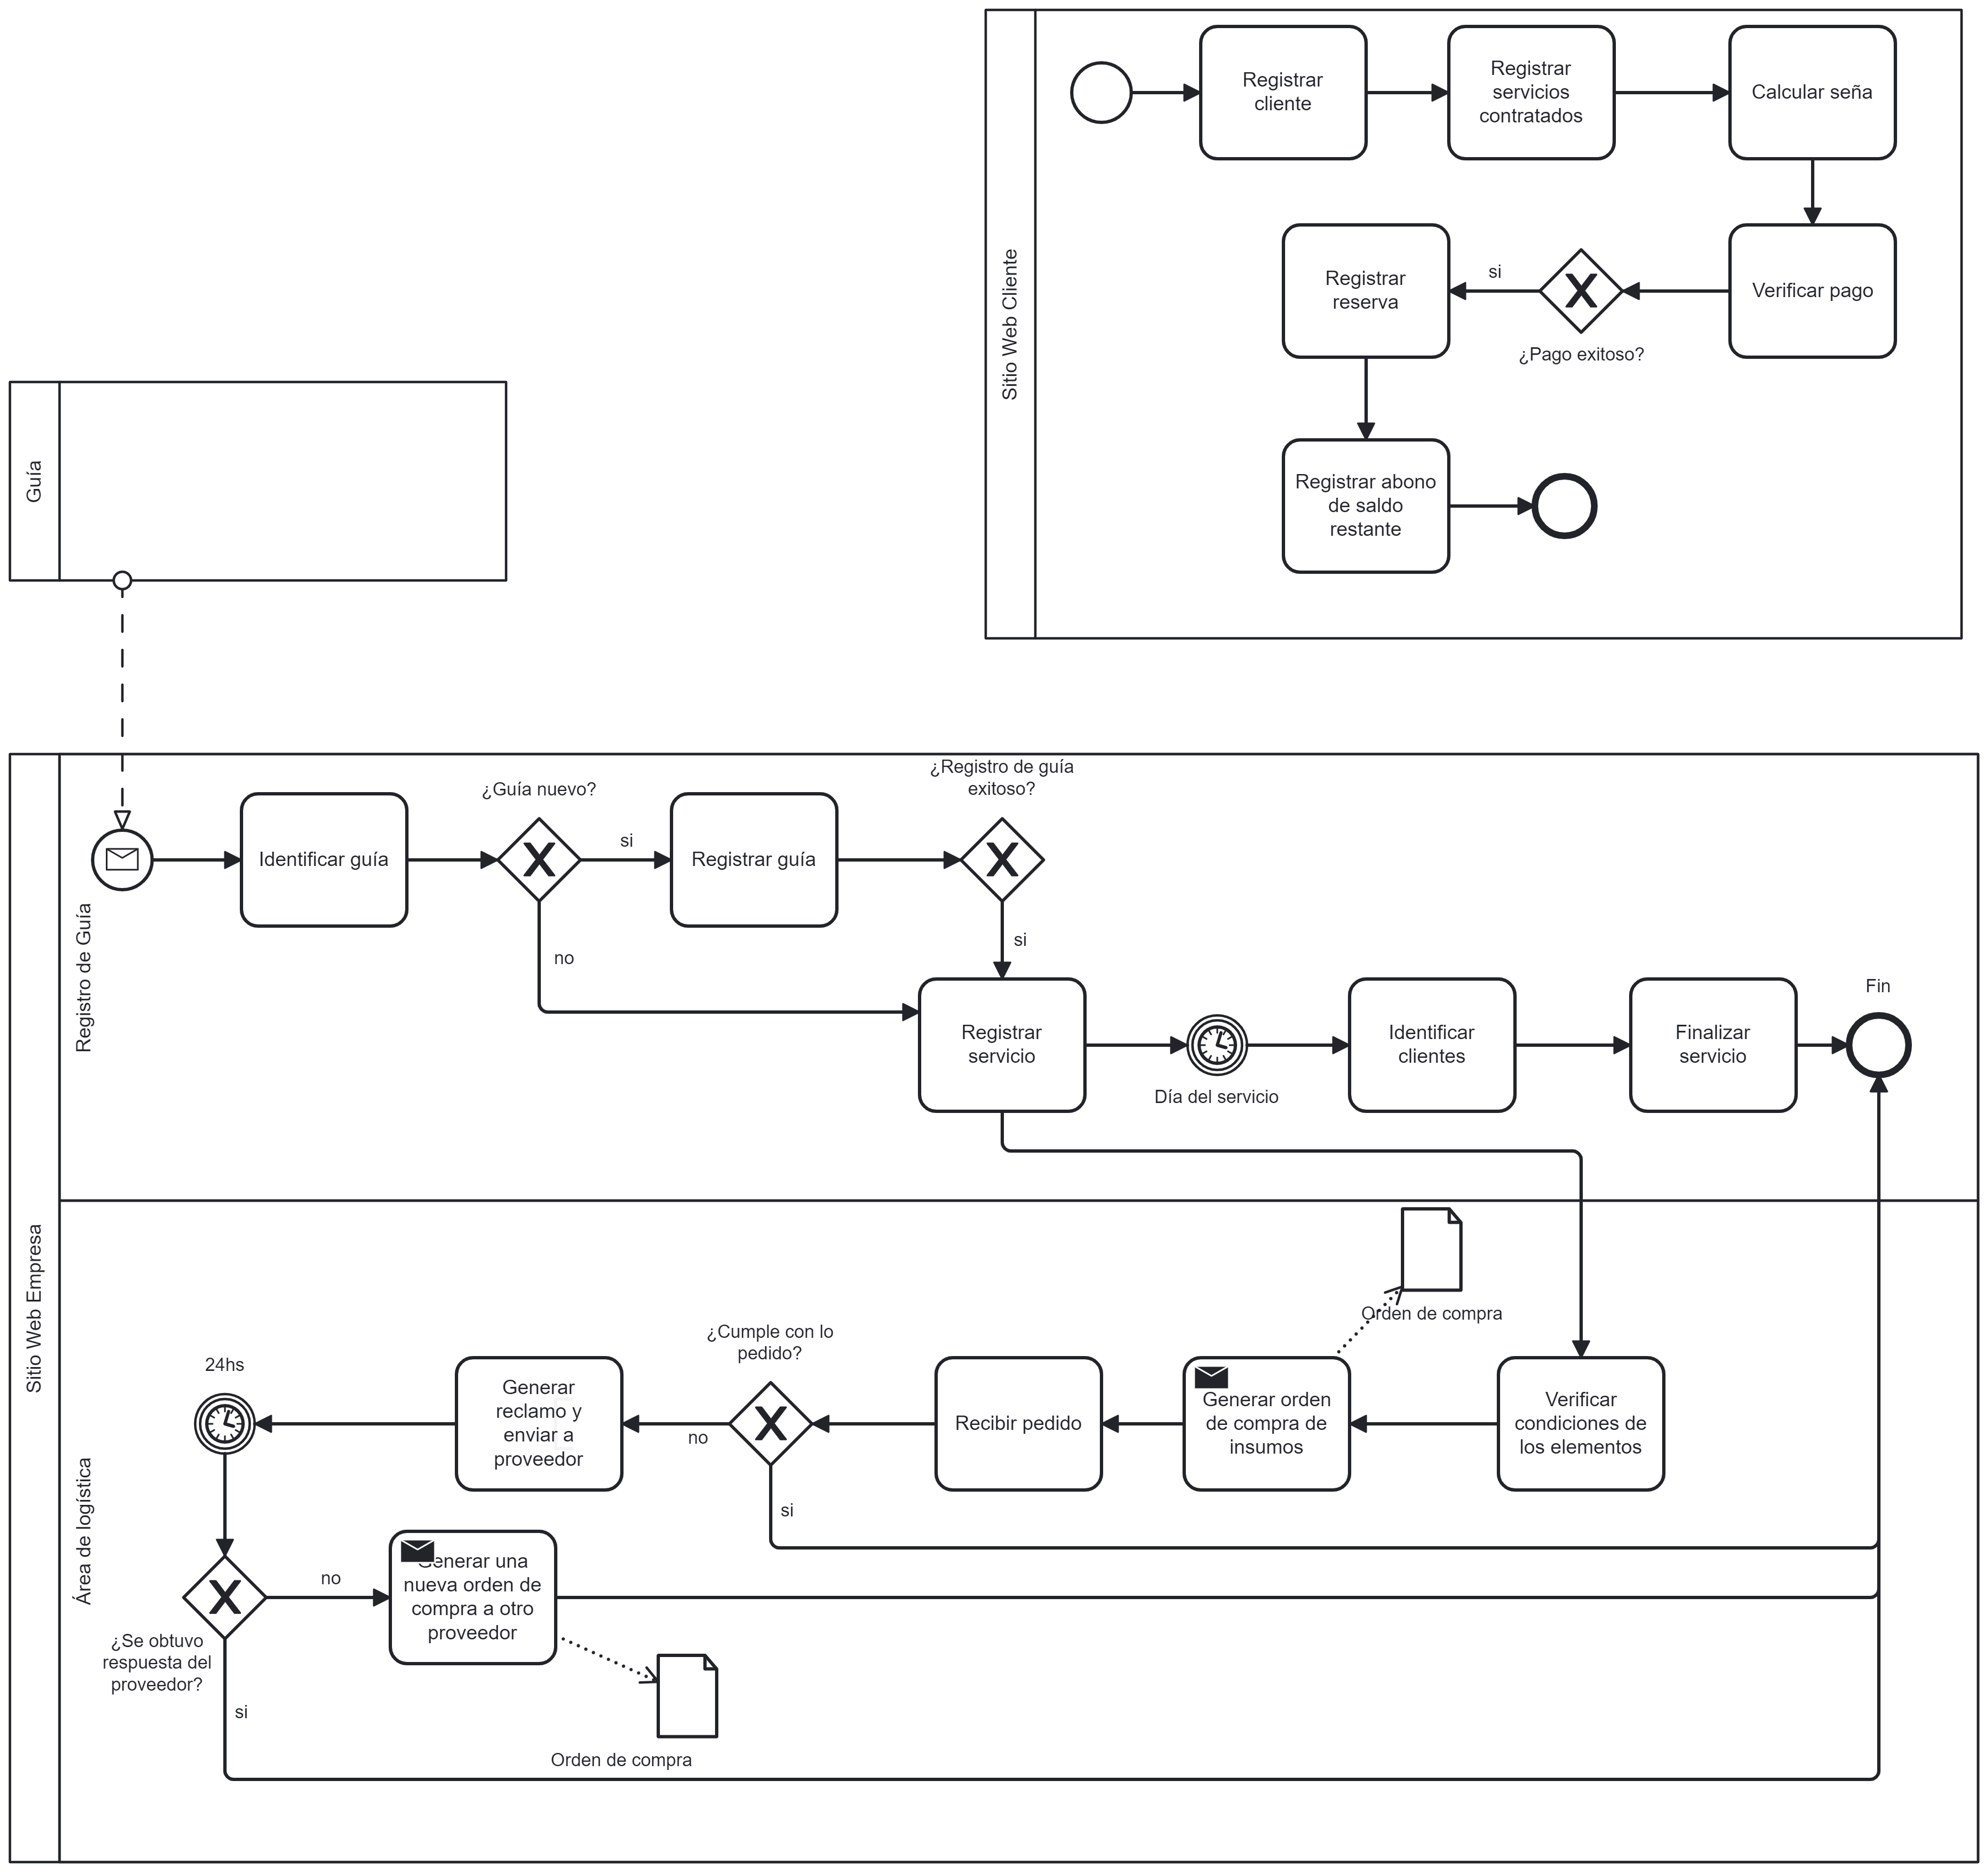 Sitio Web Cliente
Registrar
cliente
Registrar
servicios
contratados
Calcular seña
Verificar pago
¿Pago exitoso?
si
Registrar
reserva
Registrar abono
de saldo
restante
Guía
Sitio Web Empresa
Registro de Guía
Identificar guía
¿Guía nuevo?
si
no
Registrar guía
¿Registro de guía
exitoso?
si
Registrar
servicio
Día del servicio
Identificar
clientes
Finalizar
servicio
Fin
Área de logística
Verificar
condiciones de
los elementos
Generar orden
de compra de
insumos
Orden de compra
Recibir pedido
¿Cumple con lo
pedido?
no
si
Generar
reclamo y
enviar a
proveedor
24hs
¿Se obtuvo
respuesta del
proveedor?
no
si
Generar una
nueva orden de
compra a otro
proveedor
Orden de compra